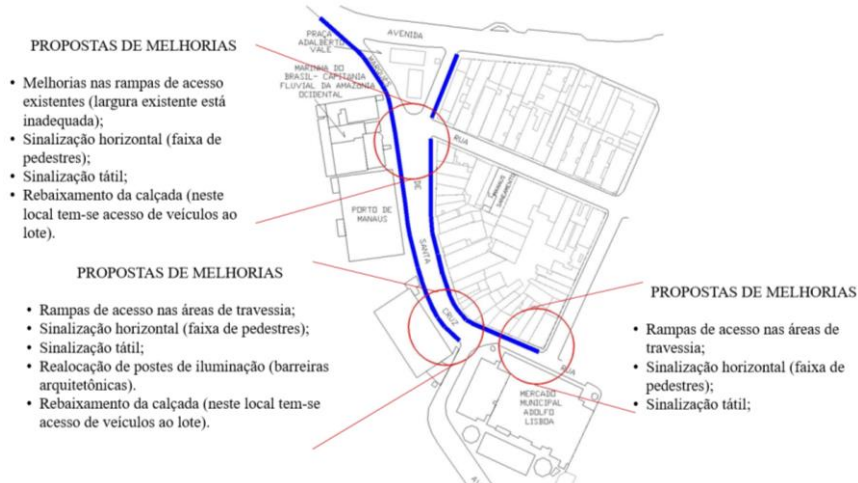 PROPOSTAS DE MELHORIAS
• Melhorias nas rampas de acesso
existentes (largura existente está
inadequada);
• Sinalização horizontal (faixa de
pedestres);
• Sinalização tátil;
• Rebaixamento da calçada (neste
local tem-se acesso de veículos ao
lote).
PROPOSTAS DE MELHORIAS
• Rampas de acesso nas áreas de travessia;
• Sinalização horizontal (faixa de pedestres);
• Sinalização tátil;
• Realocação de postes de iluminação (barreiras
arquitetônicas).
• Rebaixamento da calçada (neste local tem-se
acesso de veículos ao lote).
PROPOSTAS DE MELHORIAS
• Rampas de acesso nas áreas de
travessia;
• Sinalização horizontal (faixa de
pedestres);
• Sinalização tátil;
PRAÇA
ADALBERTO
VALE
AVENIDA
MARINHA DO
BRASIL- CAPITANIA
FLUVIAL DA AMAZONIA
OCIDENTAL
RUA
PORTO DE
MANAUS
MANAUS
SANEAMENTO
DE
SANTA
CRUZ
RUA
MERCADO
MUNICIPAL
ADOLFO
LISBOA